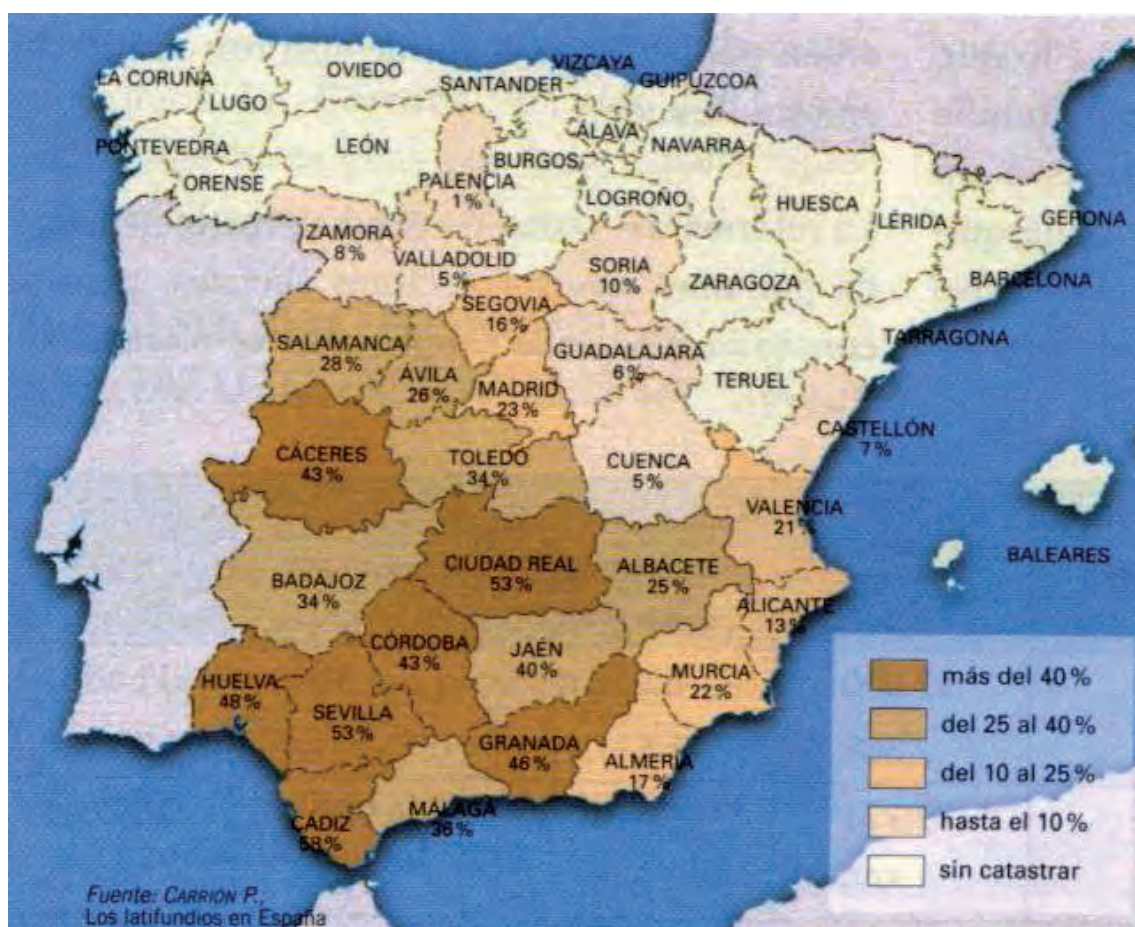 VIZCAYA
LA CORUÑA
OVIEDO
SANTANDER
GUIPUZCOA
LUGO
ÁLAVA
NAVARRA
PONTEVEDRA
LEÓN
BURGOS
ORENSE
PALENCIA
1%
LOGROÑO
HUESCA
LÉRIDA
GERONA
ZAMORA
8%
VALLADOLID
5%
SORIA
10%
ZARAGOZA
BARCELONA
SEGOVIA
16%
TARRAGONA
SALAMANCA
28%
ÁVILA
26%
MADRID
23%
GUADALAJARA
6%
TERUEL
CASTELLÓN
7%
CÁCERES
43%
TOLEDO
34%
CUENCA
5%
VALENCIA
21%
BALEARES
BADAJOZ
34%
CIUDAD REAL
53%
ALBACETE
25%
ALICANTE
13%
CÓRDOBA
43%
JAÉN
40%
MURCIA
22%
HUELVA
48%
SEVILLA
53%
GRANADA
46%
ALMERÍA
17%
MÁLAGA
36%
CÁDIZ
58%
más del 40%
del 25 al 40%
del 10 al 25%
hasta el 10%
sin catastrar
Fuente: CARRIÓN P.,
Los latifundios en España